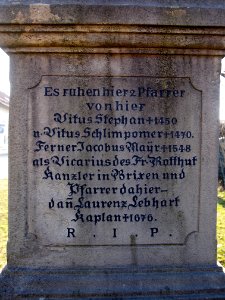 Es ruhen hier 2 Pfarrer
von hier
Vitus Stephan † 1450
u. Vitus Schlimpomer † 1470.
Ferner Jacobus Mayr † 1548
als Vicarius des Fr. Rotthut
Kanzler in Brixen und
Pfarrer dahier-
dañ Laurenz Lebhart
Kaplan † 1676.
R. I. P.